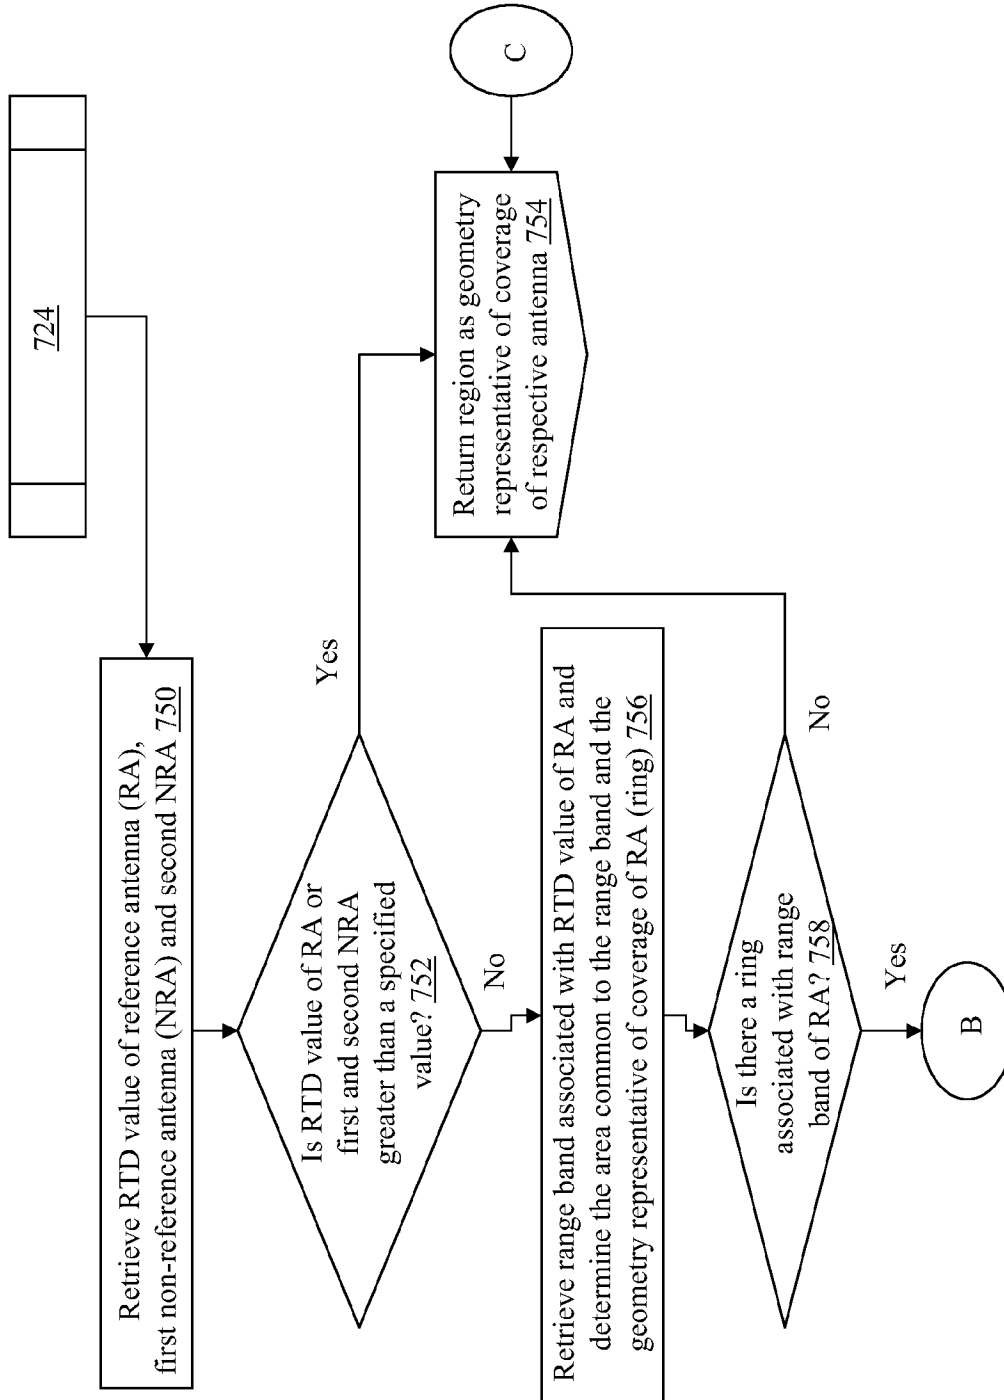 724
Retrieve RTD value of reference antenna (RA),
first non-reference antenna (NRA) and second NRA 750
Is RTD value of RA or
first and second NRA
greater than a specified
value? 752
Yes
No
Return region as geometry
representative of coverage
of respective antenna 754
C
Retrieve range band associated with RTD value of RA and
determine the area common to the range band and the
geometry representative of coverage of RA (ring) 756
Is there a ring
associated with range
band of RA? 758
No
Yes
B